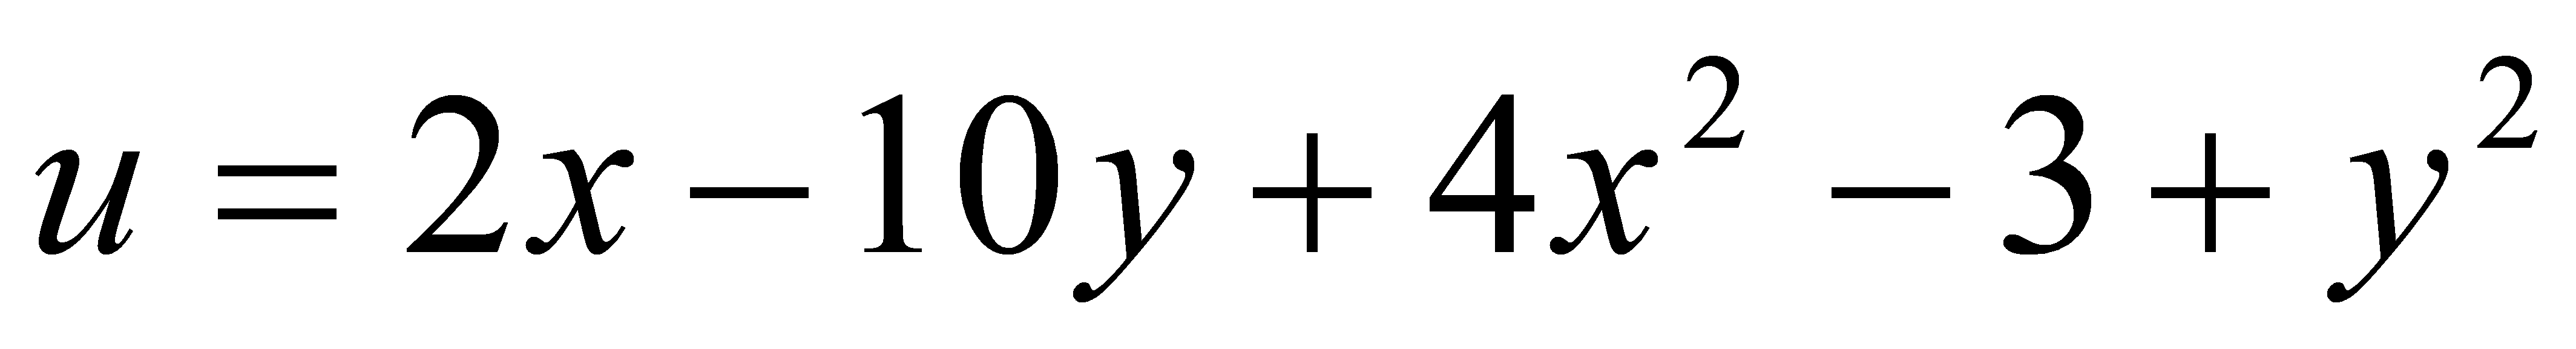 u = 2x − 10y + 4x² − 3 + y²